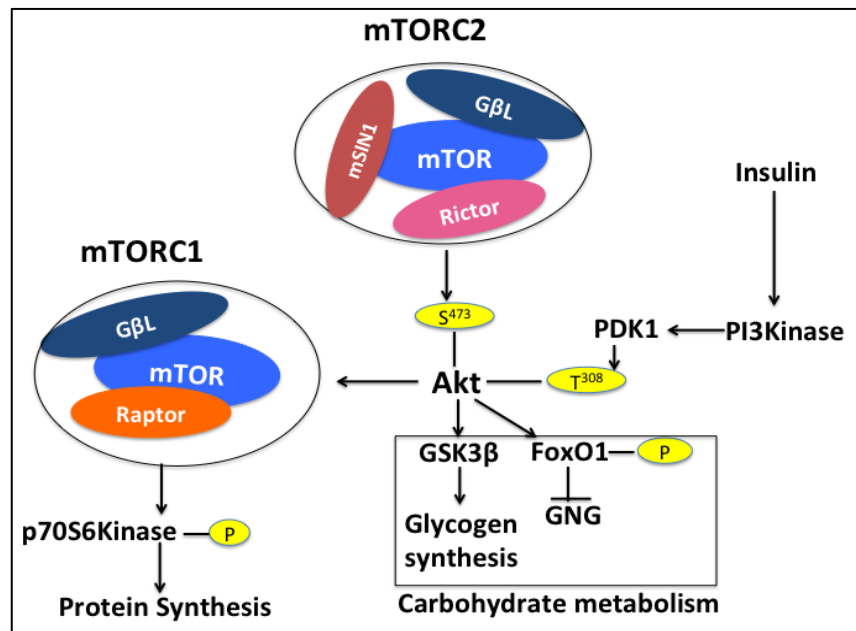 mTORC2
GβL
mSIN1
mTOR
Rictor
Insulin
mTORC1
S473
GβL
PDK1
PI3Kinase
mTOR
Akt
T308
Raptor
GSK3β
FoxO1
P
p70S6Kinase
P
Glycogen
synthesis
GNG
Protein Synthesis
Carbohydrate metabolism